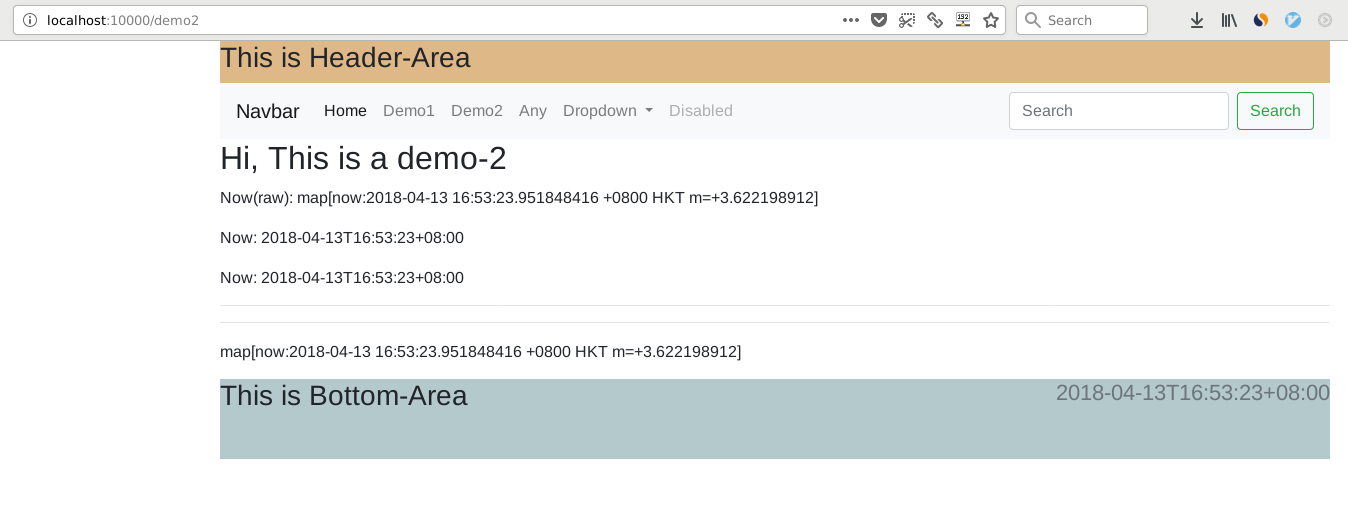 localhost:10000/demo2
Search
This is Header-Area
Navbar Home Demo1 Demo2 Any Dropdown Disabled Search Search
Hi, This is a demo-2
Now(raw): map[now:2018-04-13 16:53:23.951848416 +0800 HKT m=+3.622198912]
Now: 2018-04-13T16:53:23+08:00
Now: 2018-04-13T16:53:23+08:00
map[now:2018-04-13 16:53:23.951848416 +0800 HKT m=+3.622198912]
This is Bottom-Area 2018-04-13T16:53:23+08:00